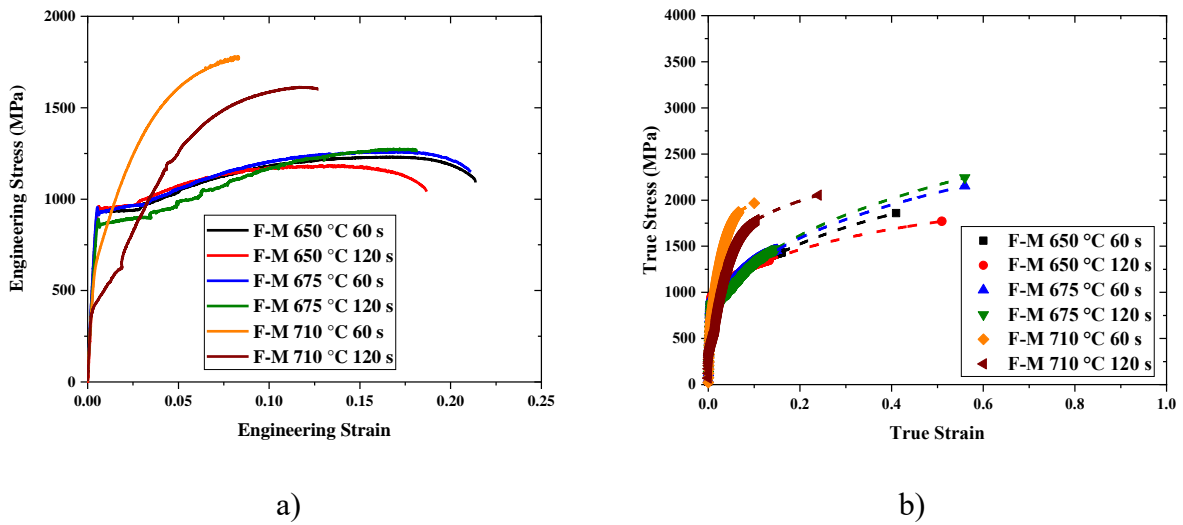 2000
1500
1000
500
0
Engineering Stress (MPa)
0.00 0.05 0.10 0.15 0.20 0.25
Engineering Strain
F-M 650 °C 60 s
F-M 650 °C 120 s
F-M 675 °C 60 s
F-M 675 °C 120 s
F-M 710 °C 60 s
F-M 710 °C 120 s
a)
4000
3500
3000
2500
2000
1500
1000
500
0
True Stress (MPa)
0.0 0.2 0.4 0.6 0.8 1.0
True Strain
F-M 650 °C 60 s
F-M 650 °C 120 s
F-M 675 °C 60 s
F-M 675 °C 120 s
F-M 710 °C 60 s
F-M 710 °C 120 s
b)